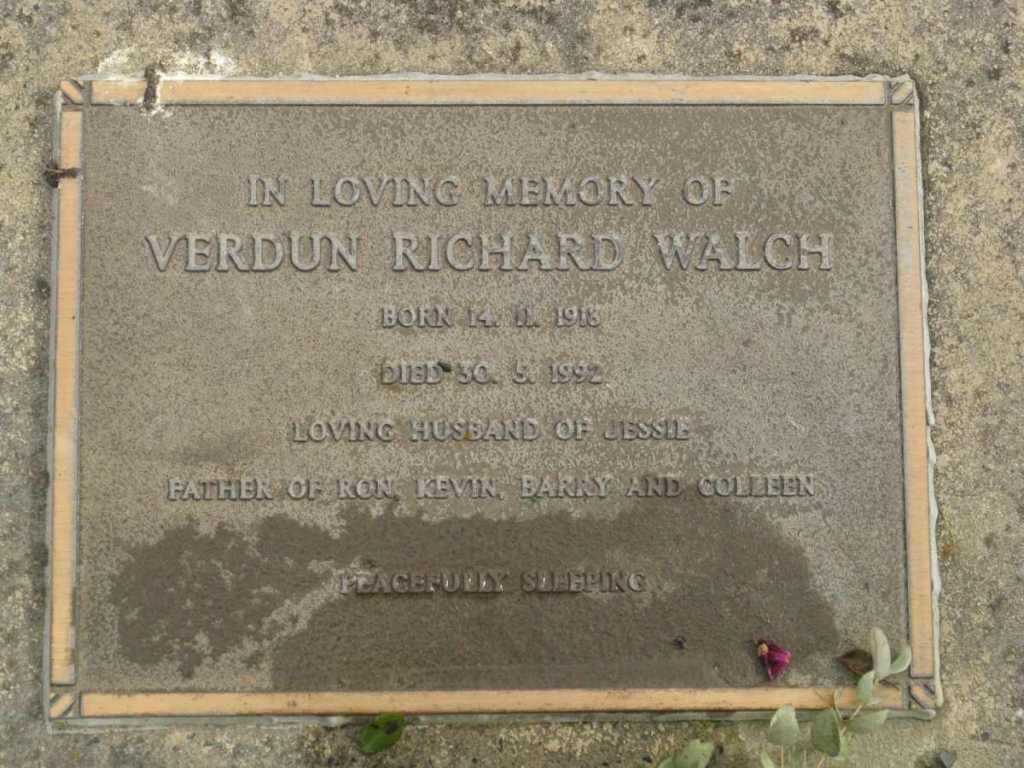 IN LOVING MEMORY OF
VERDUN RICHARD WALCH
BORN 14. 11. 1918
DIED 30. 5. 1992
LOVING HUSBAND OF JESSIE
FATHER OF RON, KEVIN, BARRY AND COLLEEN
PEACEFULLY SLEEPING